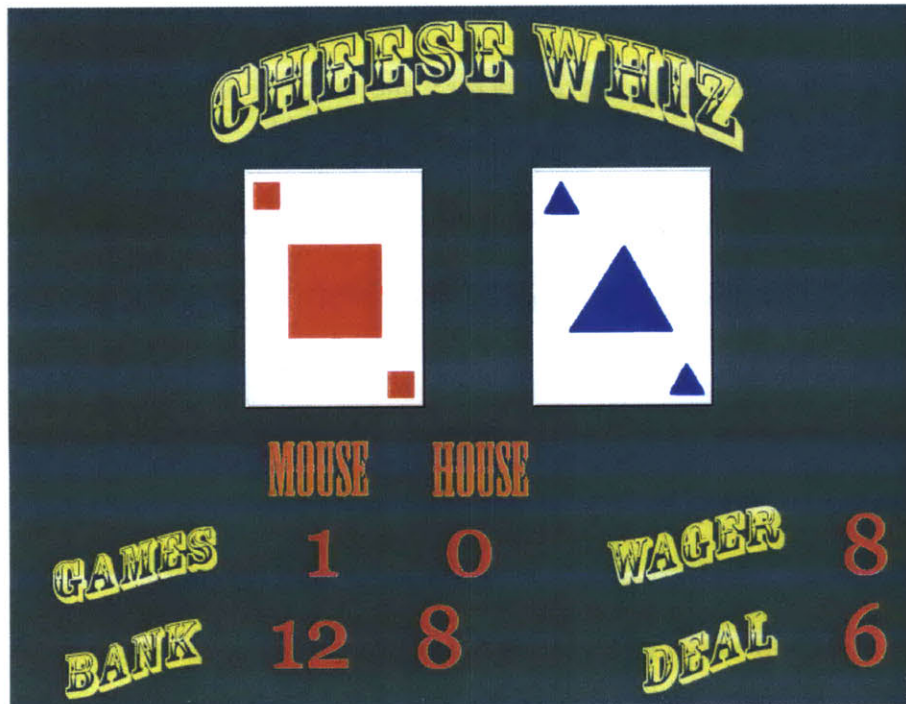 CHEESE WHIZ
MOUSE HOUSE
GAMES 1 0 WAGER 8
BANK 12 8 DEAL 6